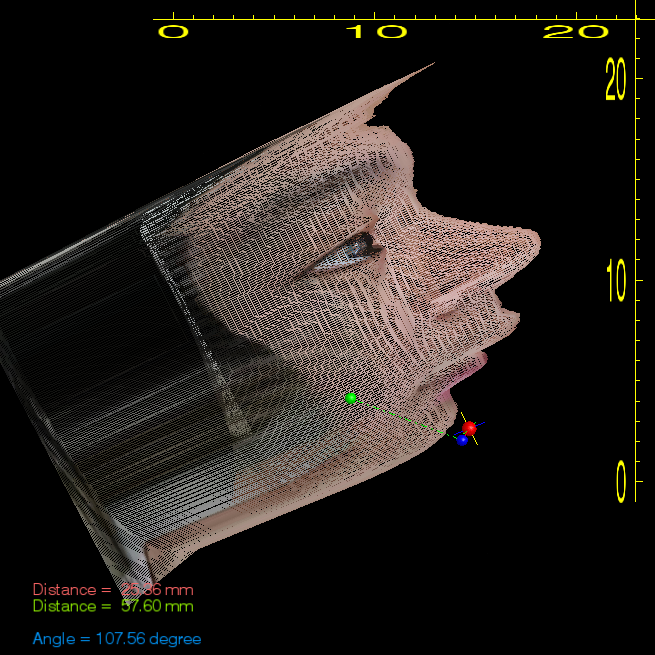 0 10 20
20
10
0
Distance = mm
Distance = 57.60 mm
Angle = 107.56 degree